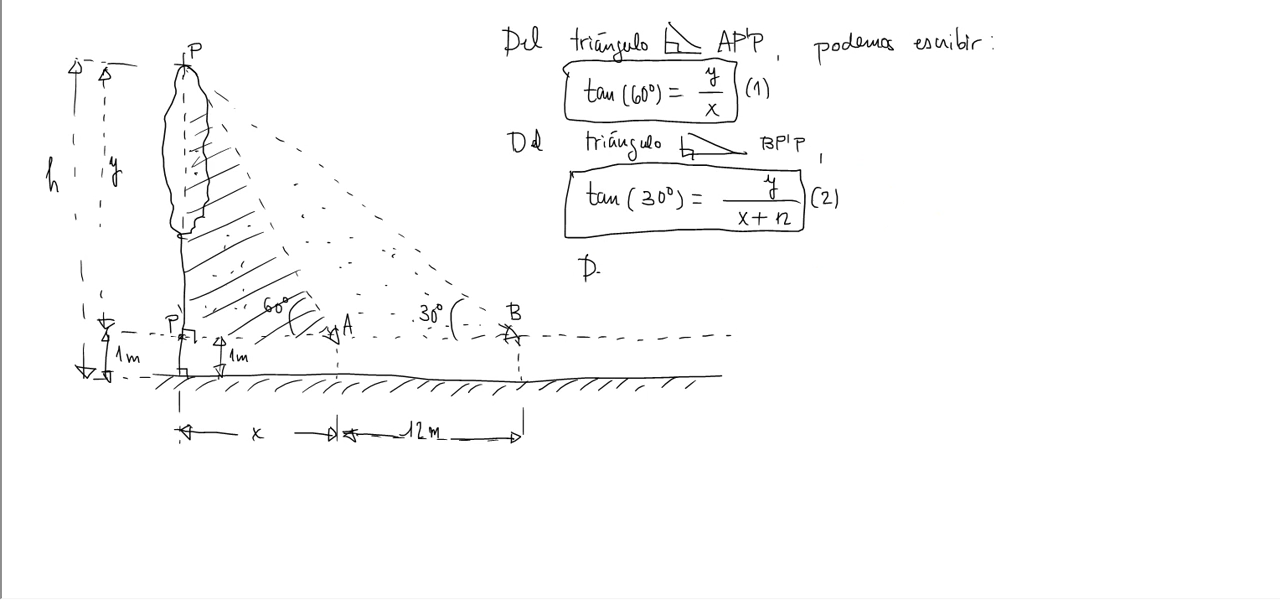 Del triángulo AP'P, podemos escribir:
tan(60°) = y/x (1)
Del triángulo BP'P,
tan(30°) = y/(x+12) (2)
D.
P
h
y
60°
A
30°
B
P'
1m
1m
x
12m